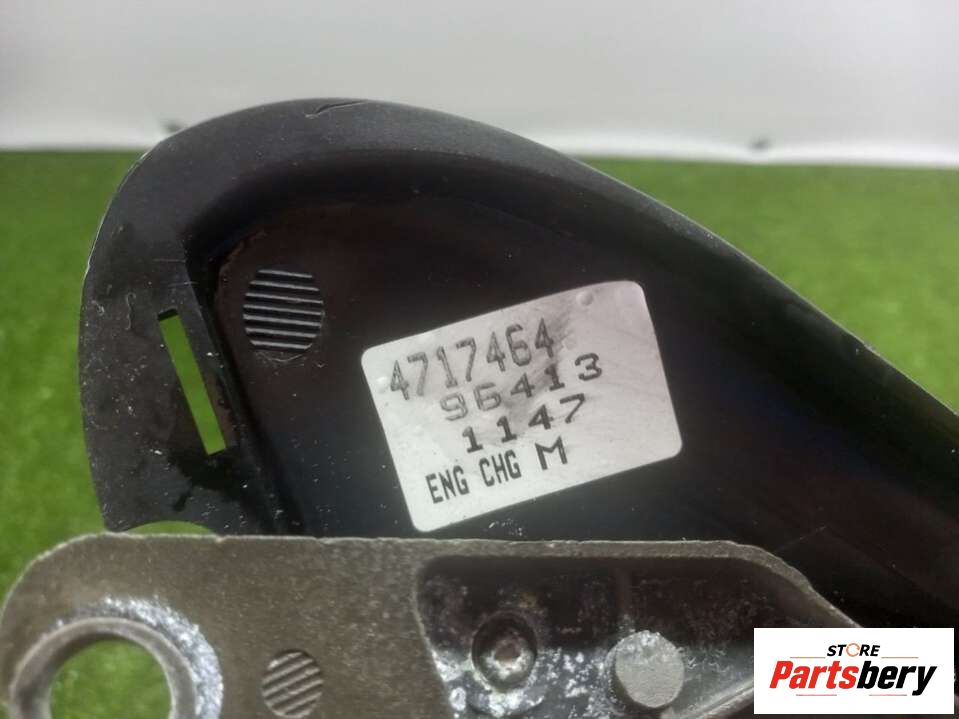 4717464
96413
1147
ENG CHG M
STORE
Partsbery